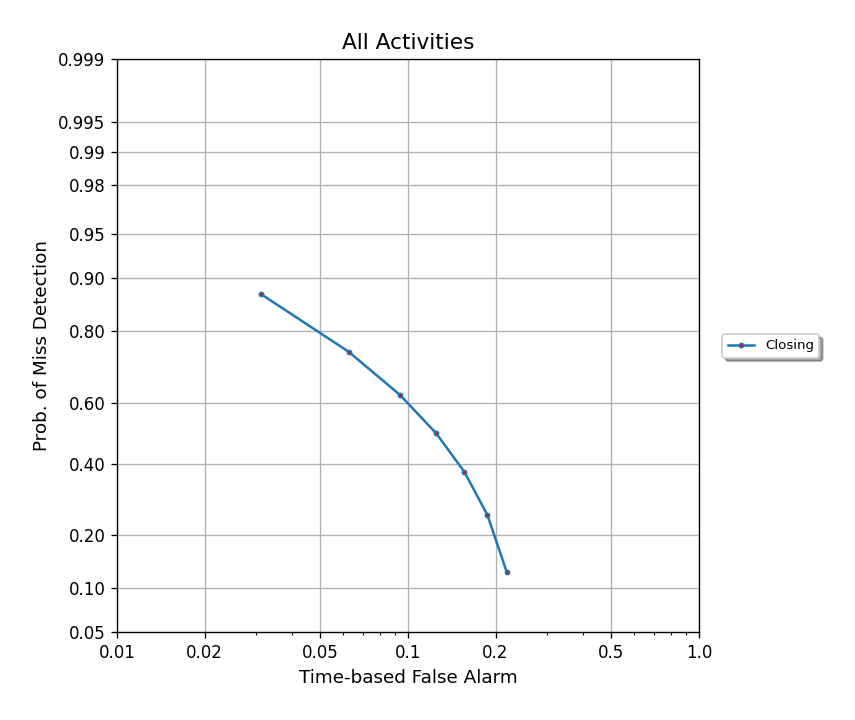 All Activities
0.999
0.995
0.99
0.98
0.95
0.90
0.80
0.60
0.40
0.20
0.10
0.05
Prob. of Miss Detection
0.01 0.02 0.05 0.1 0.2 0.5 1.0
Time-based False Alarm
Closing